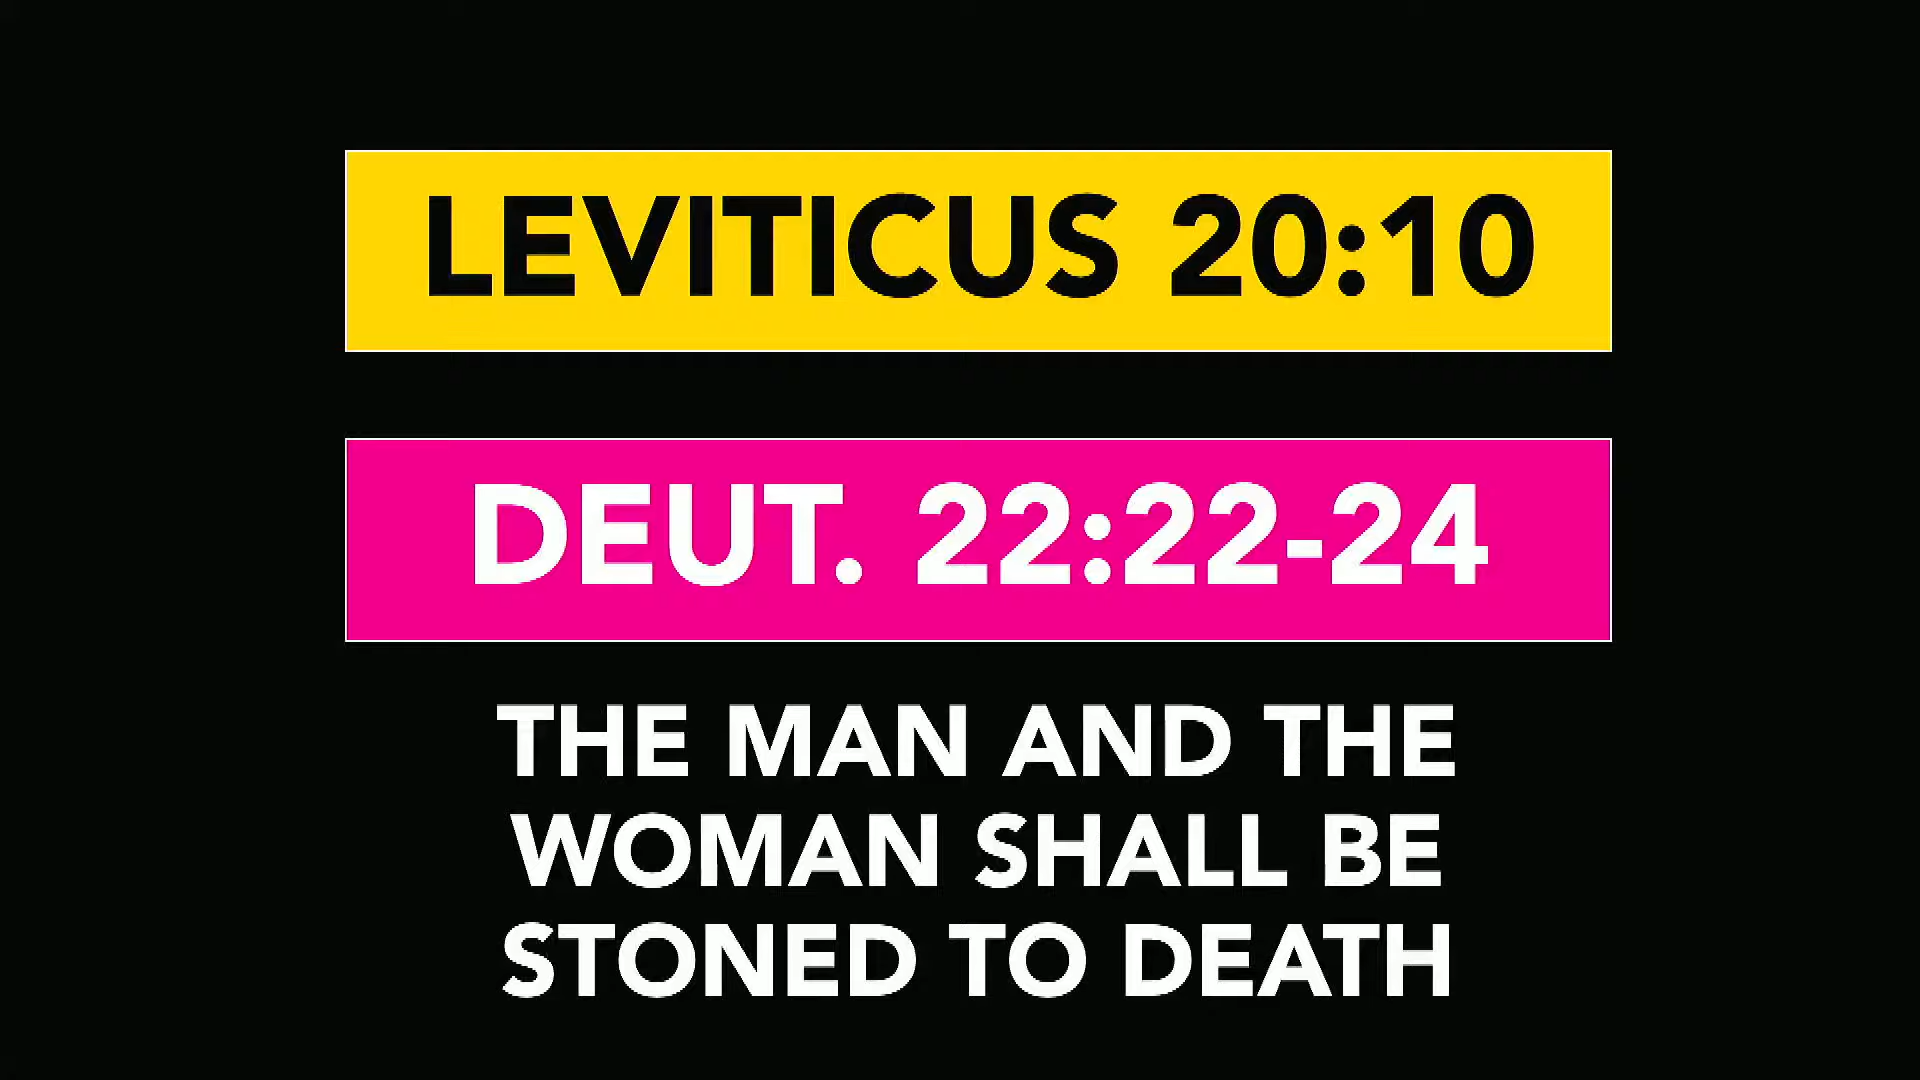 LEVITICUS 20:10
DEUT. 22:22-24
THE MAN AND THE
WOMAN SHALL BE
STONED TO DEATH